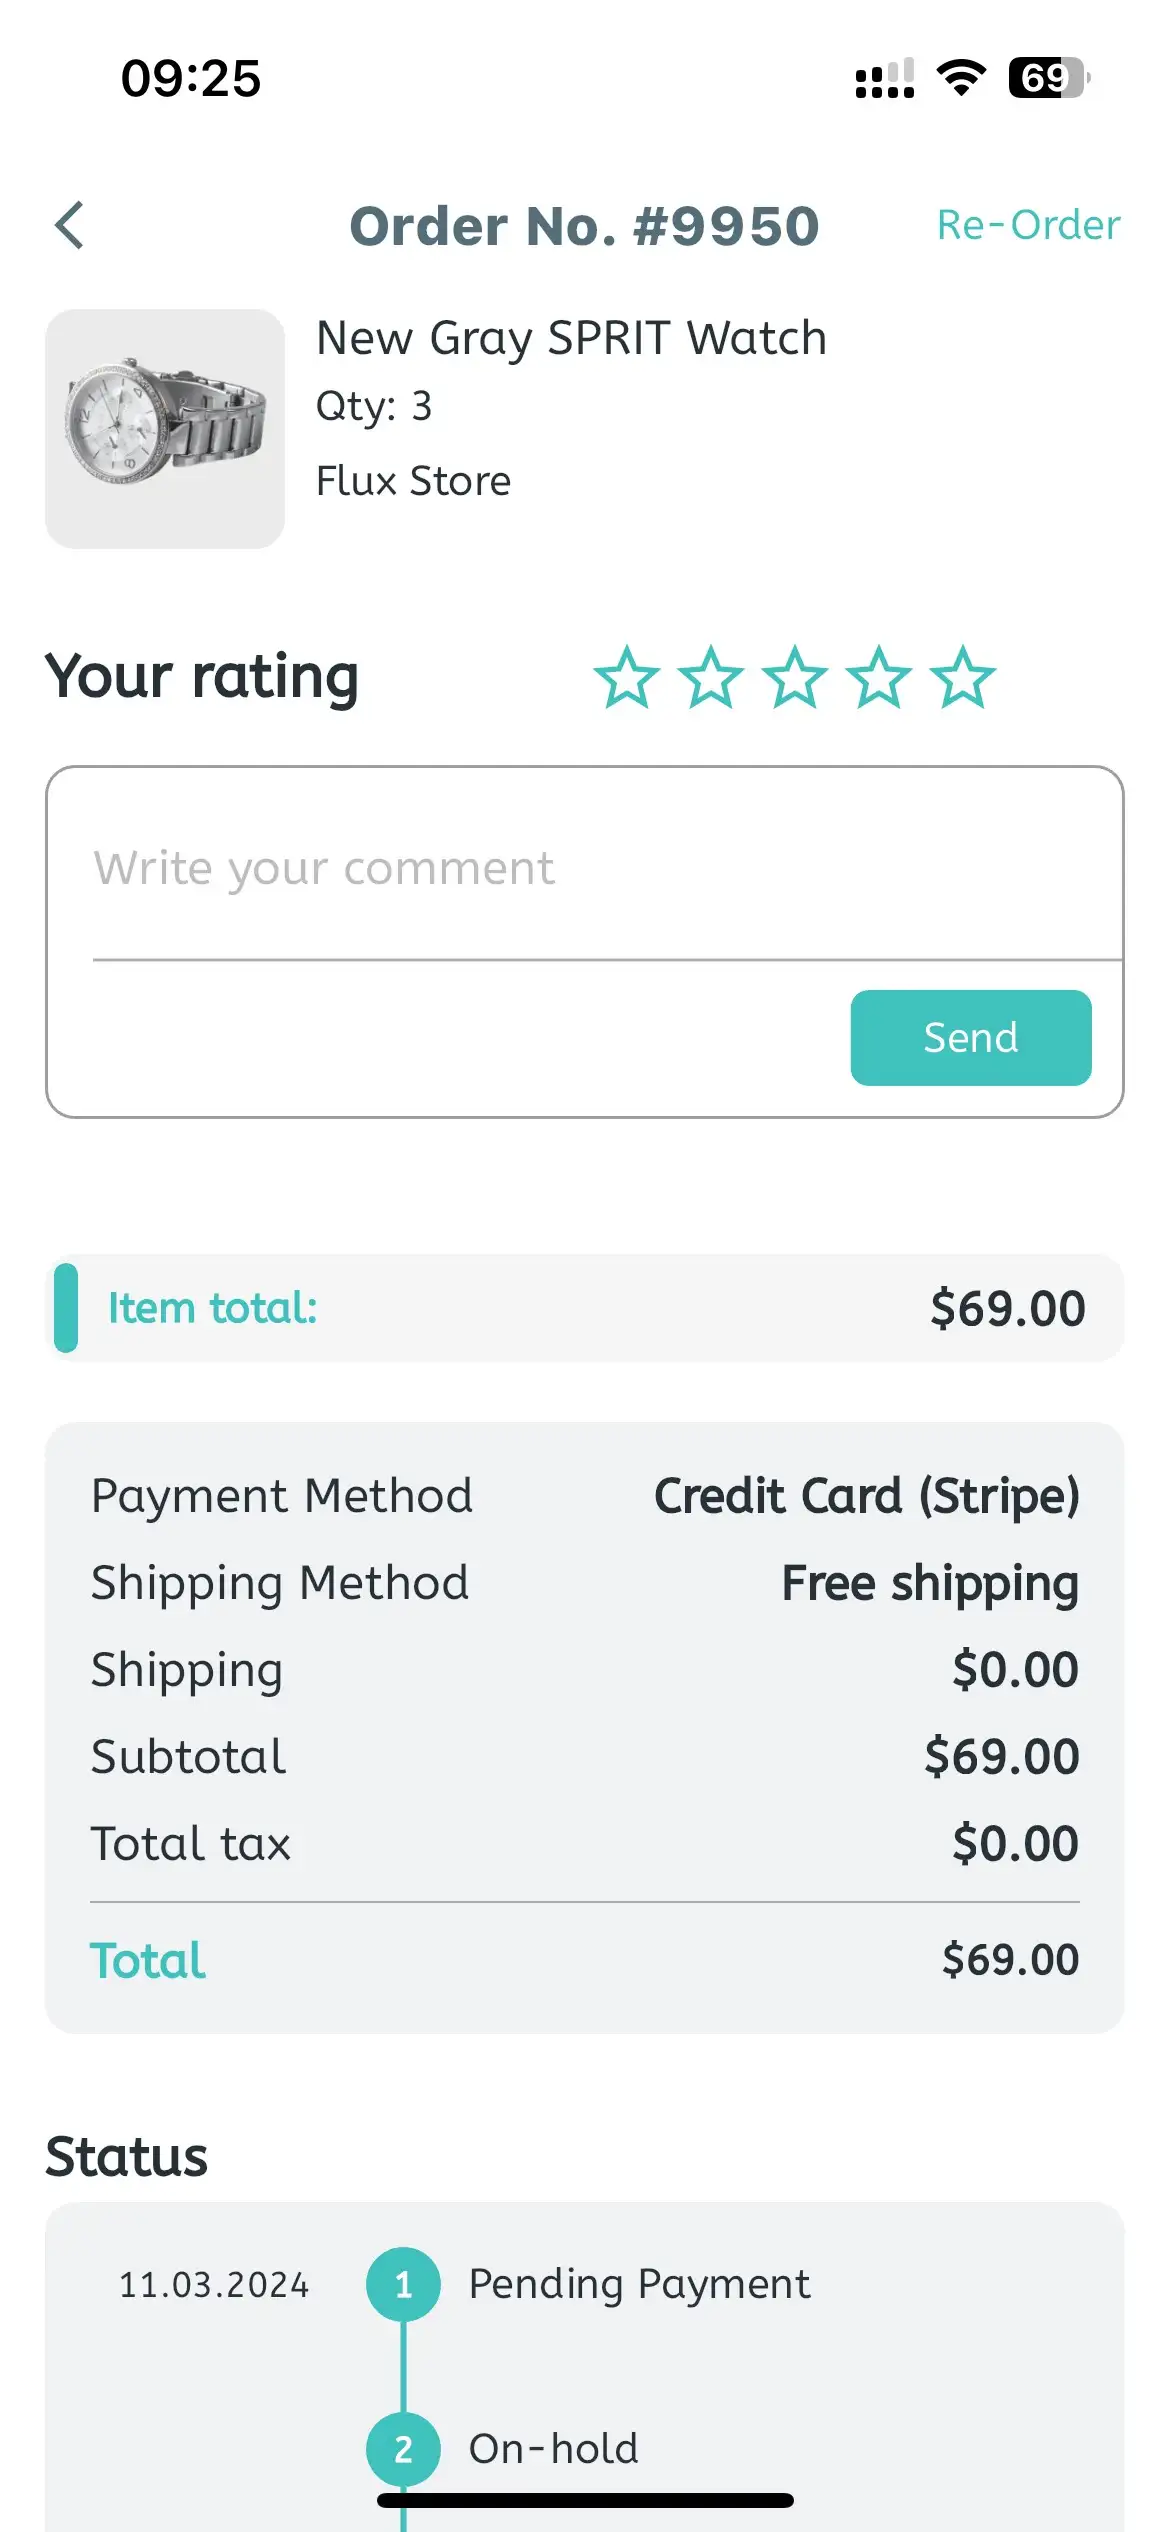 09:25
69
Order No. #9950
Re-Order
New Gray SPRIT Watch
Qty: 3
Flux Store
Your rating
Write your comment
Send
Item total:
$69.00
Payment Method
Credit Card (Stripe)
Shipping Method
Free shipping
Shipping
$0.00
Subtotal
$69.00
Total tax
$0.00
Total
$69.00
Status
11.03.2024
1
Pending Payment
2
On-hold